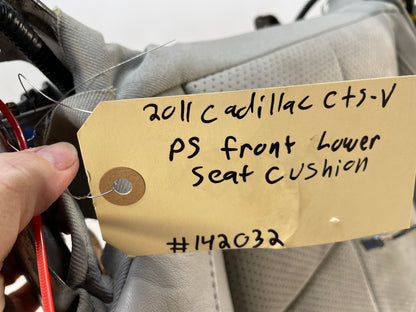 2011 Cadillac CTS-V
PS front Lower
Seat Cushion
#142032